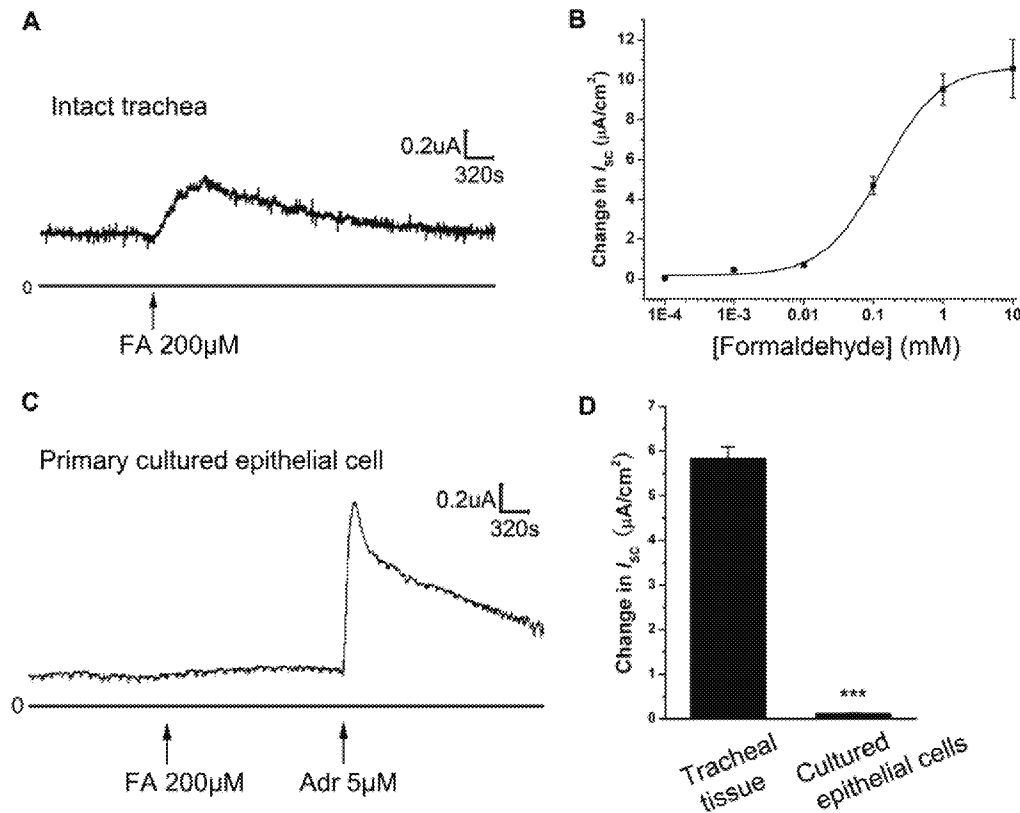 A
Intact trachea
0.2uA
320s
0
FA 200µM
B
Change in Isc (µA/cm²)
12
10
8
6
4
2
0
1E-4 1E-3 0.01 0.1 1 10
[Formaldehyde] (mM)
C
Primary cultured epithelial cell
0.2uA
320s
0
FA 200µM Adr 5µM
D
Change in Isc (µA/cm²)
7
6
5
4
3
2
1
0
***
Tracheal
tissue
Cultured
epithelial cells